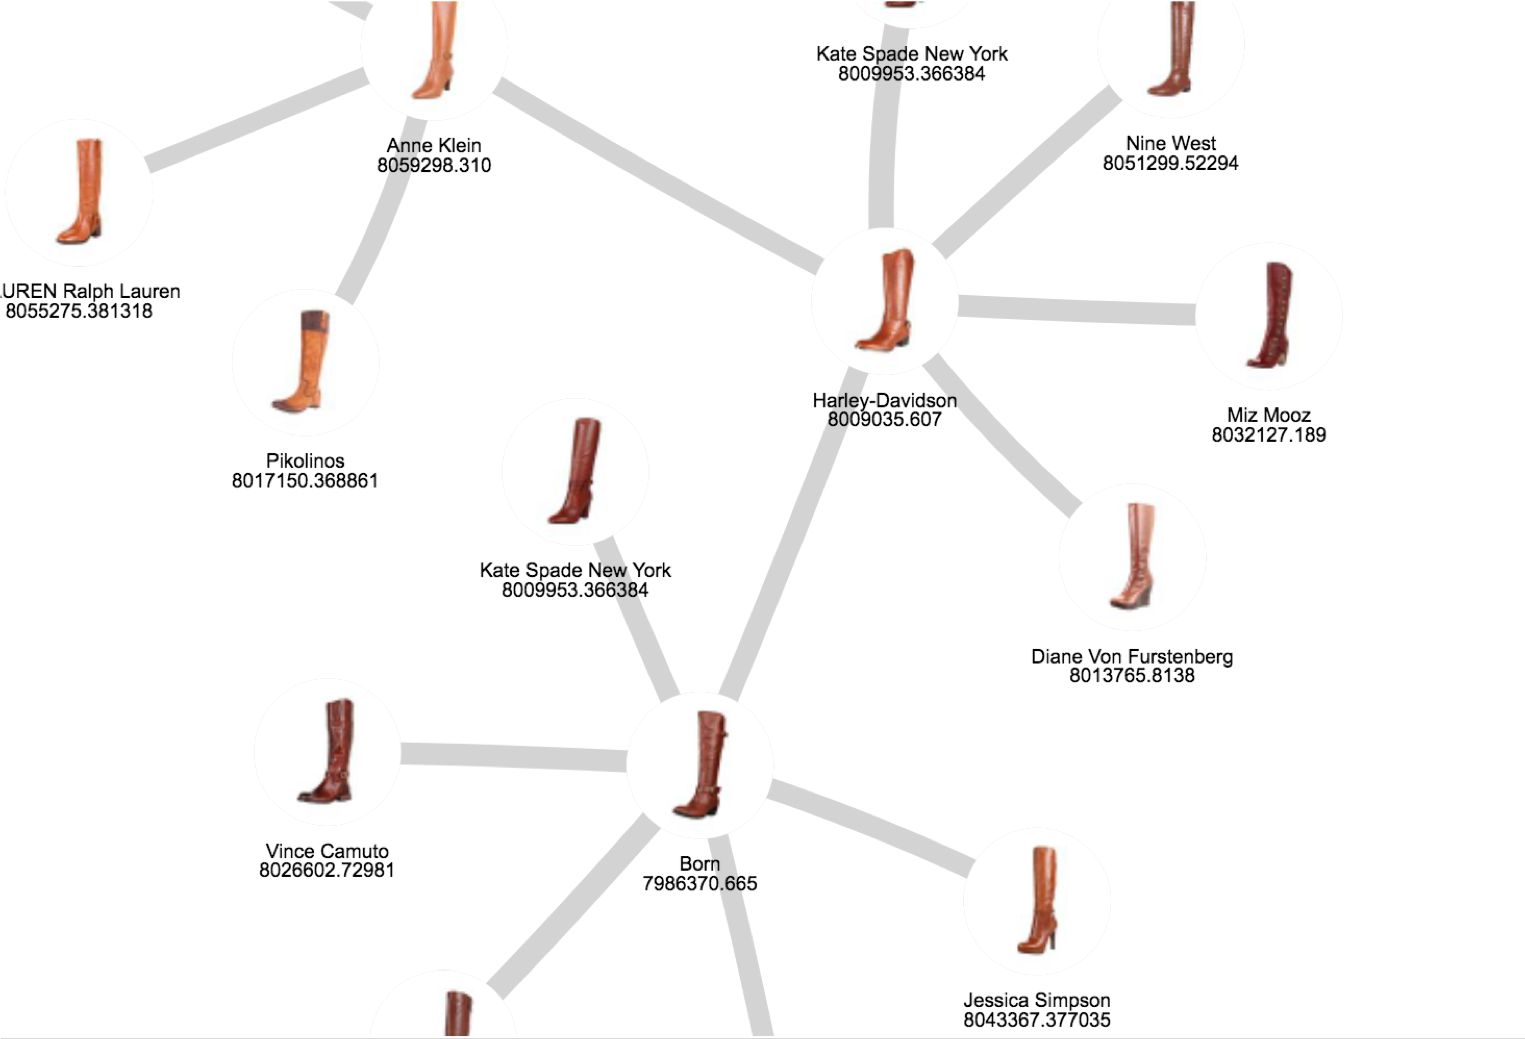 Kate Spade New York
8009953.366384
Nine West
8051299.52294
Anne Klein
8059298.310
UREN Ralph Lauren
8055275.381318
Harley-Davidson
8009035.607
Miz Mooz
8032127.189
Pikolinos
8017150.368861
Kate Spade New York
8009953.366384
Diane Von Furstenberg
8013765.8138
Vince Camuto
8026602.72981
Born
7986370.665
Jessica Simpson
8043367.377035